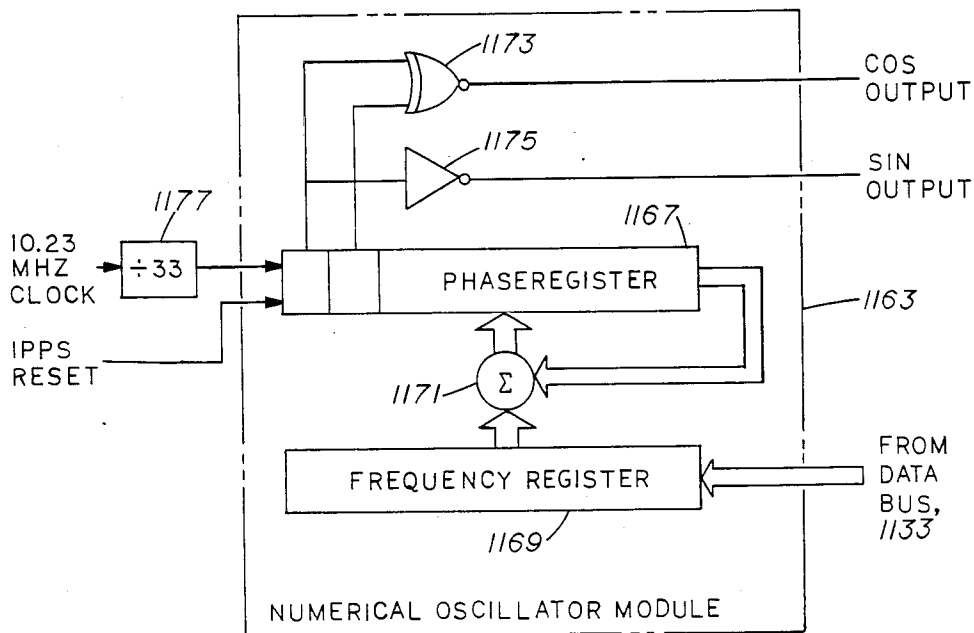 1173
COS
OUTPUT
1175
SIN
OUTPUT
1177
1167
10.23
MHZ
CLOCK
÷33
PHASEREGISTER
1163
1PPS
RESET
1171
Σ
FREQUENCY REGISTER
FROM
DATA
BUS,
1133
1169
NUMERICAL OSCILLATOR MODULE